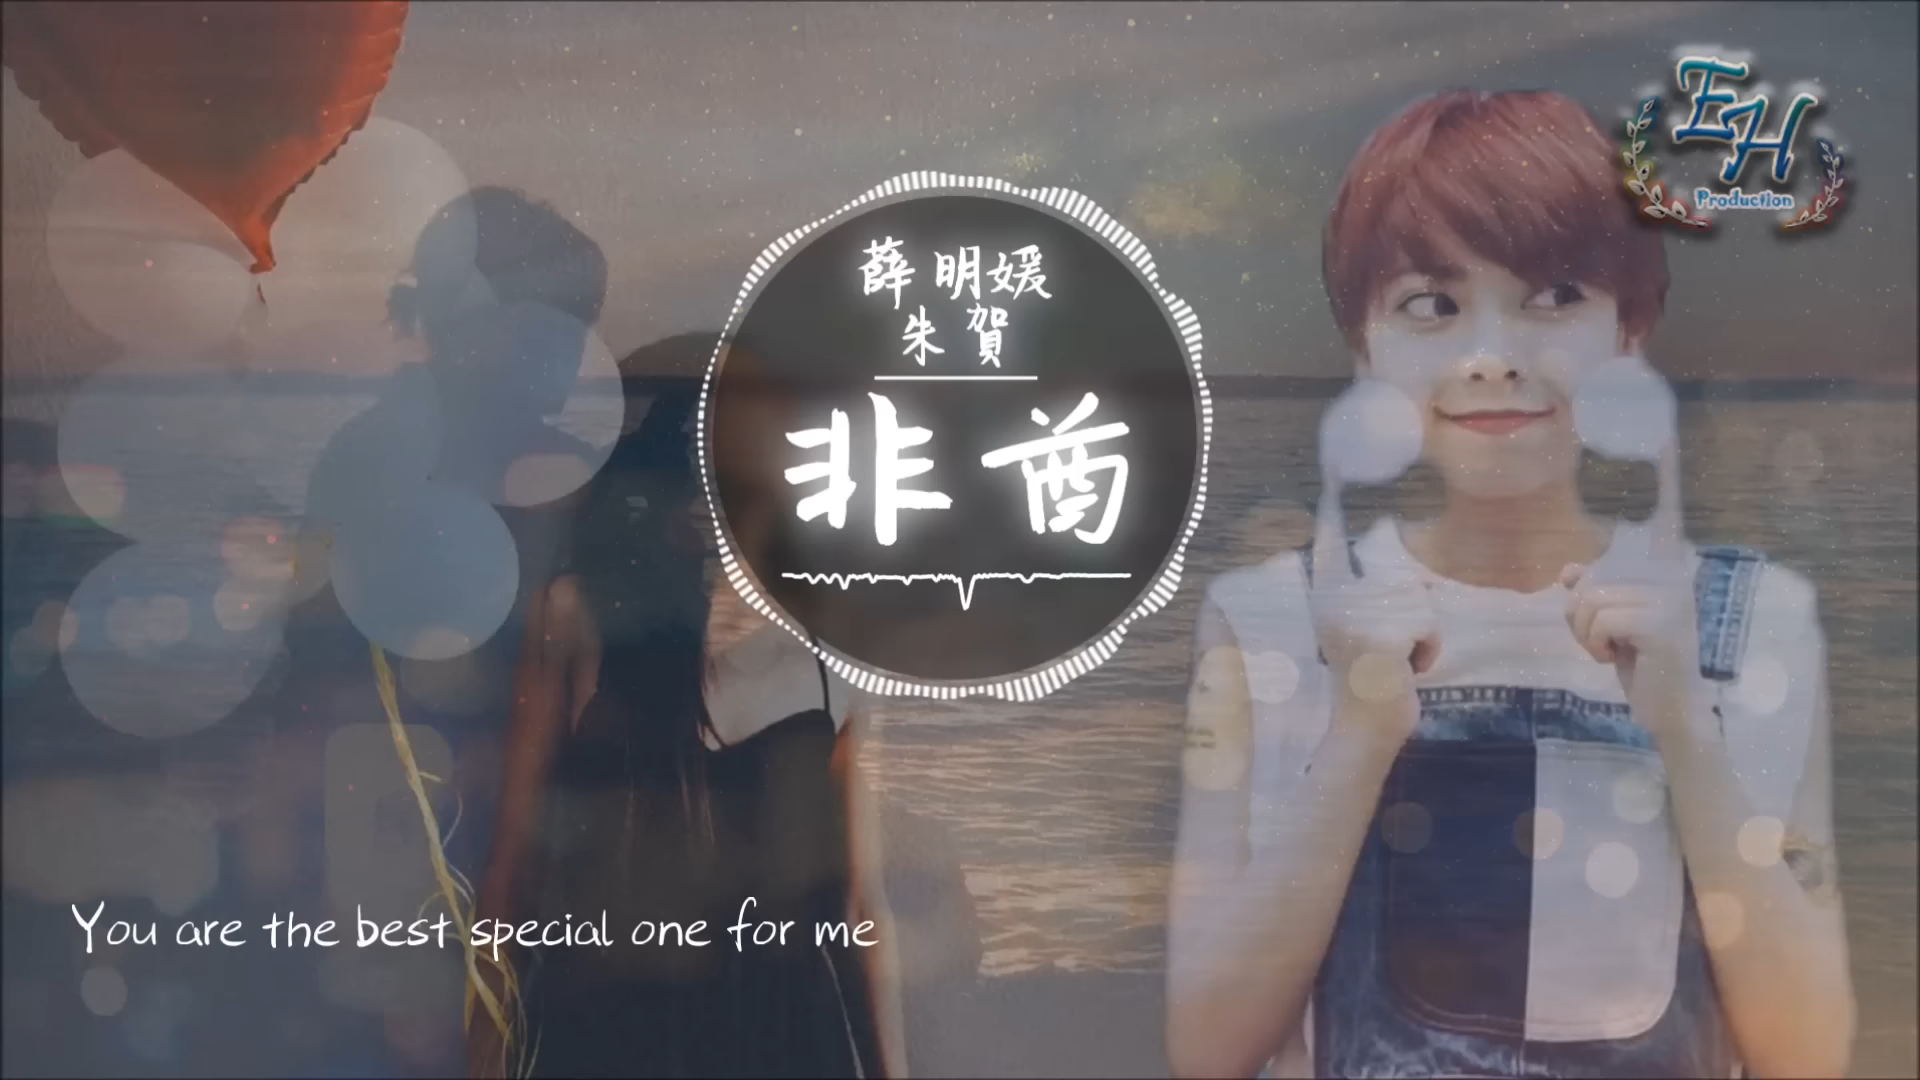 薛明媛
朱賀
非酋
EH
Production
You are the best special one for me